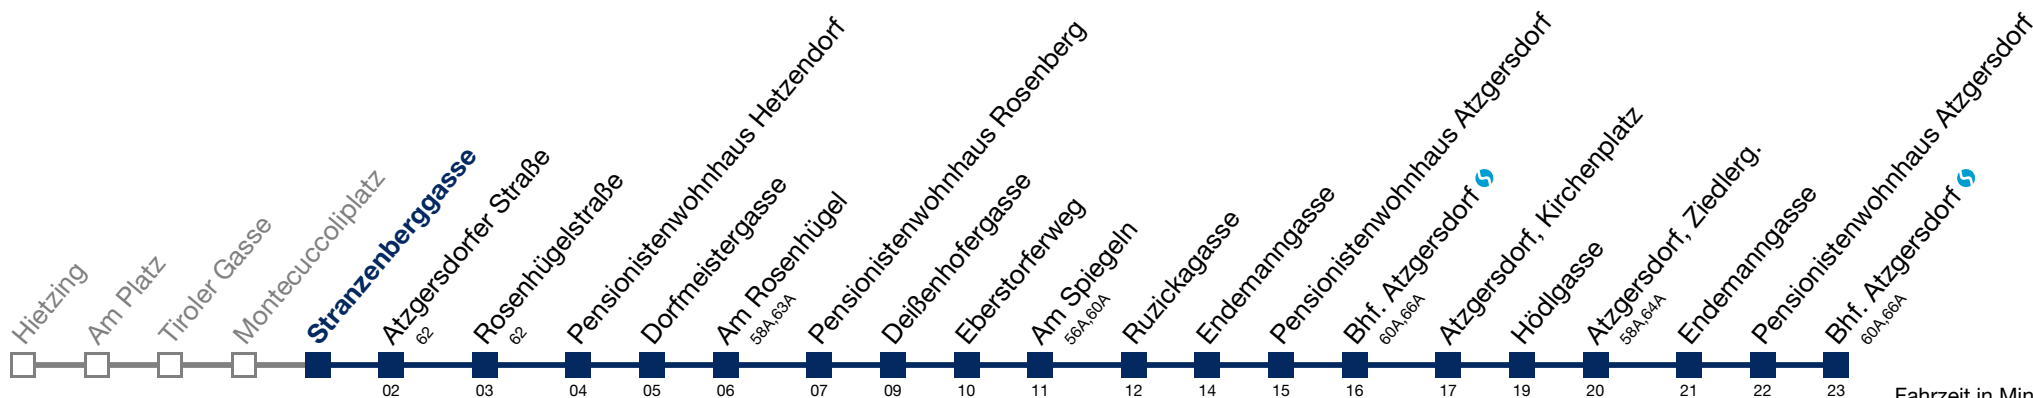 Hietzing
Am Platz
Tiroler Gasse
Montecuccoliplatz
Stranzenberggasse
Atzgersdorfer Straße
62
Rosenhügelstraße
62
Pensionistenwohnhaus Hetzendorf
Dorfmeistergasse
Am Rosenhügel
58A,63A
Pensionistenwohnhaus Rosenberg
Deißenhofergasse
Eberstorferweg
Am Spiegeln
56A,60A
Ruzickagasse
Endemanngasse
Pensionistenwohnhaus Atzgersdorf
Bhf. Atzgersdorf
60A,66A
Atzgersdorf, Kirchenplatz
Hödlgasse
Atzgersdorf, Ziedlerg.
58A,64A
Endemanngasse
Pensionistenwohnhaus Atzgersdorf
Bhf. Atzgersdorf
60A,66A
02 03 04 05 06 07 09 10 11 12 14 15 16 17 19 20 21 22 23
Fahrzeit in Min